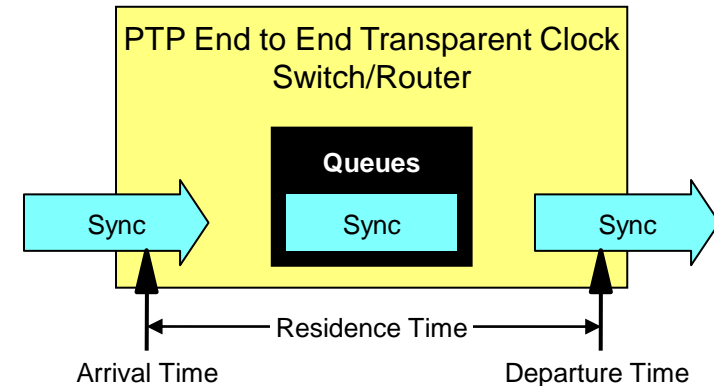 PTP End to End Transparent Clock
Switch/Router
Queues
Sync
Sync
Sync
Residence Time
Arrival Time
Departure Time